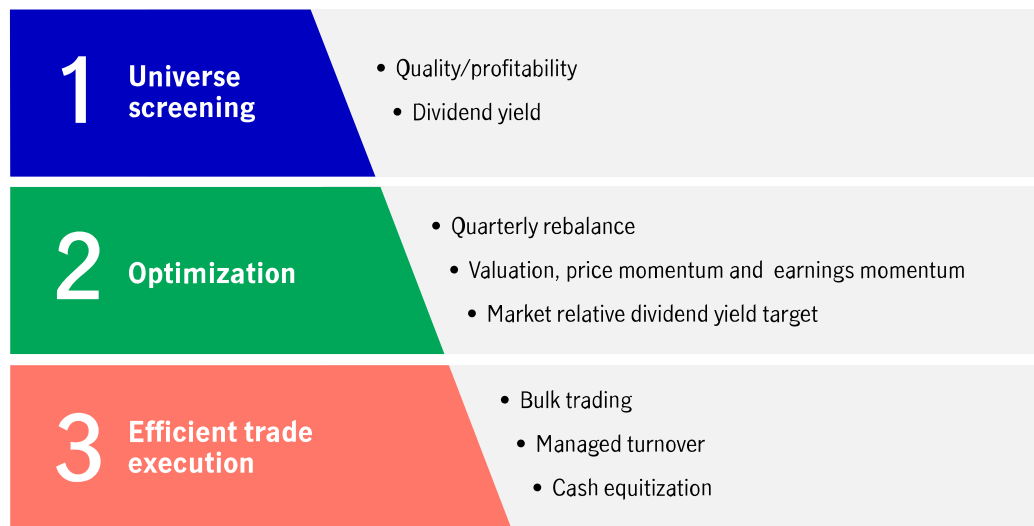 1
Universe
screening
• Quality/profitability
• Dividend yield
2
Optimization
• Quarterly rebalance
• Valuation, price momentum and earnings momentum
• Market relative dividend yield target
3
Efficient trade
execution
• Bulk trading
• Managed turnover
• Cash equitization